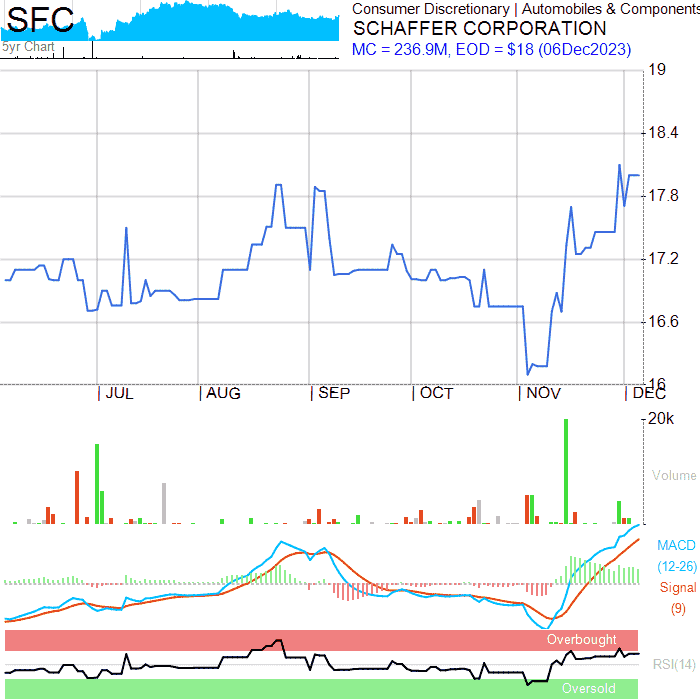 SFC
5yr Chart
Consumer Discretionary | Automobiles & Components
SCHAFFER CORPORATION
MC = 236.9M, EOD = $18 (06Dec2023)
19
18.4
17.8
17.2
16.6
16
JUL AUG SEP OCT NOV DEC
20k
Volume
MACD
(12-26)
Signal
(9)
Overbought
RSI(14)
Oversold